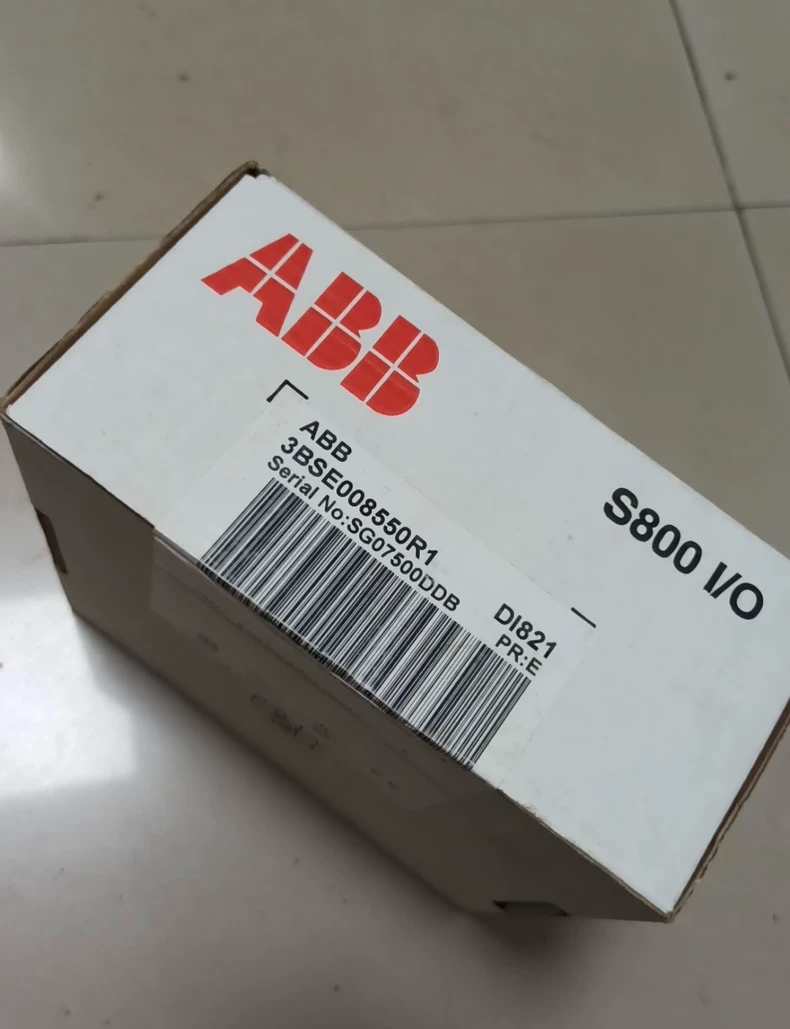 ABB
ABB
3BSE008550R1
Serial No:SG07500DDB
DI821
PR:E
S800 I/O